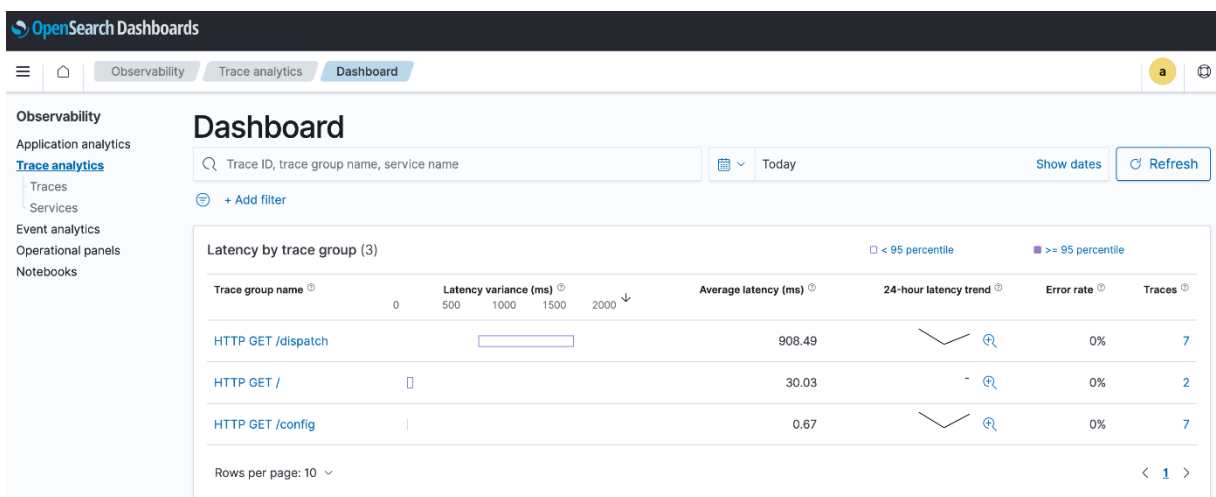 OpenSearch Dashboards
Observability Trace analytics Dashboard a
Observability
Application analytics
Trace analytics
Traces
Services
Event analytics
Operational panels
Notebooks
Dashboard
Trace ID, trace group name, service name Today Show dates Refresh
+ Add filter
Latency by trace group (3) < 95 percentile >= 95 percentile
Trace group name Latency variance (ms) Average latency (ms) 24-hour latency trend Error rate Traces
0 500 1000 1500 2000
HTTP GET /dispatch 908.49 0% 7
HTTP GET / 30.03 - 0% 2
HTTP GET /config 0.67 0% 7
Rows per page: 10 < 1 >